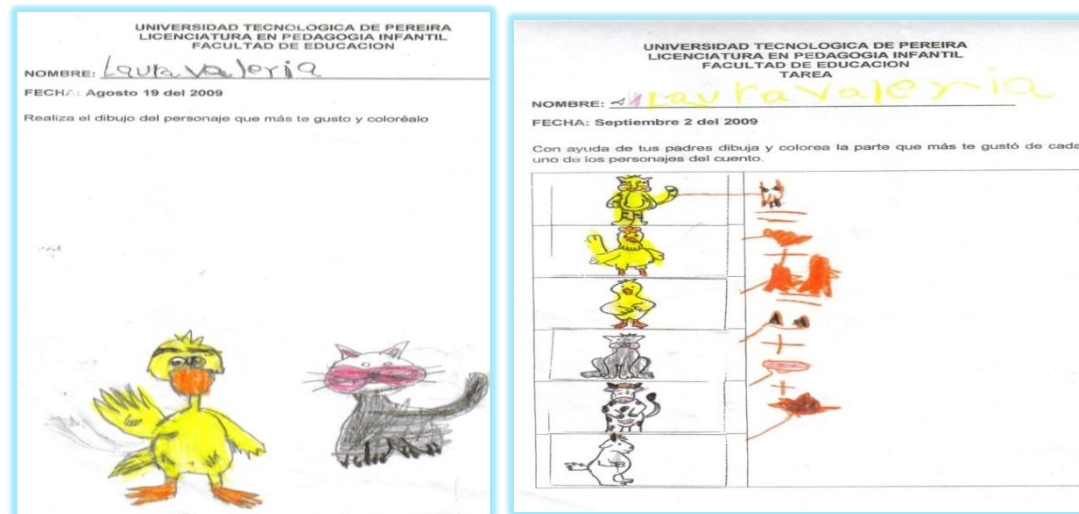 UNIVERSIDAD TECNOLOGICA DE PEREIRA
LICENCIATURA EN PEDAGOGIA INFANTIL
FACULTAD DE EDUCACION
NOMBRE: Laura Valeria
FECHA: Agosto 19 del 2009
Realiza el dibujo del personaje que más te gusto y coloréalo
UNIVERSIDAD TECNOLOGICA DE PEREIRA
LICENCIATURA EN PEDAGOGIA INFANTIL
FACULTAD DE EDUCACION
TAREA
NOMBRE: Laura Valeria
FECHA: Septiembre 2 del 2009
Con ayuda de tus padres dibuja y colorea la parte que más te gustó de cada
uno de los personajes del cuento.